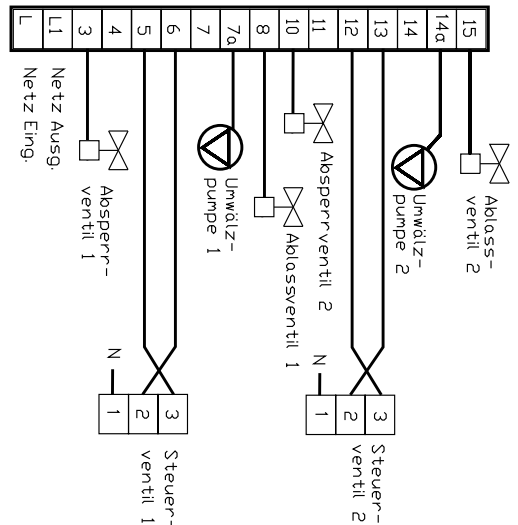 L L1 3 4 5 6 7 7a 8 10 11 12 13 14 14a 15
Netz Eing.
Netz Ausg.
Absperr-
ventil 1
Umwälz-
pumpe 1
Ablassventil 1
Absperrventil 2
Umwälz-
pumpe 2
Ablass-
ventil 2
N
1 2 3
Steuer-
ventil 1
N
1 2 3
Steuer-
ventil 2